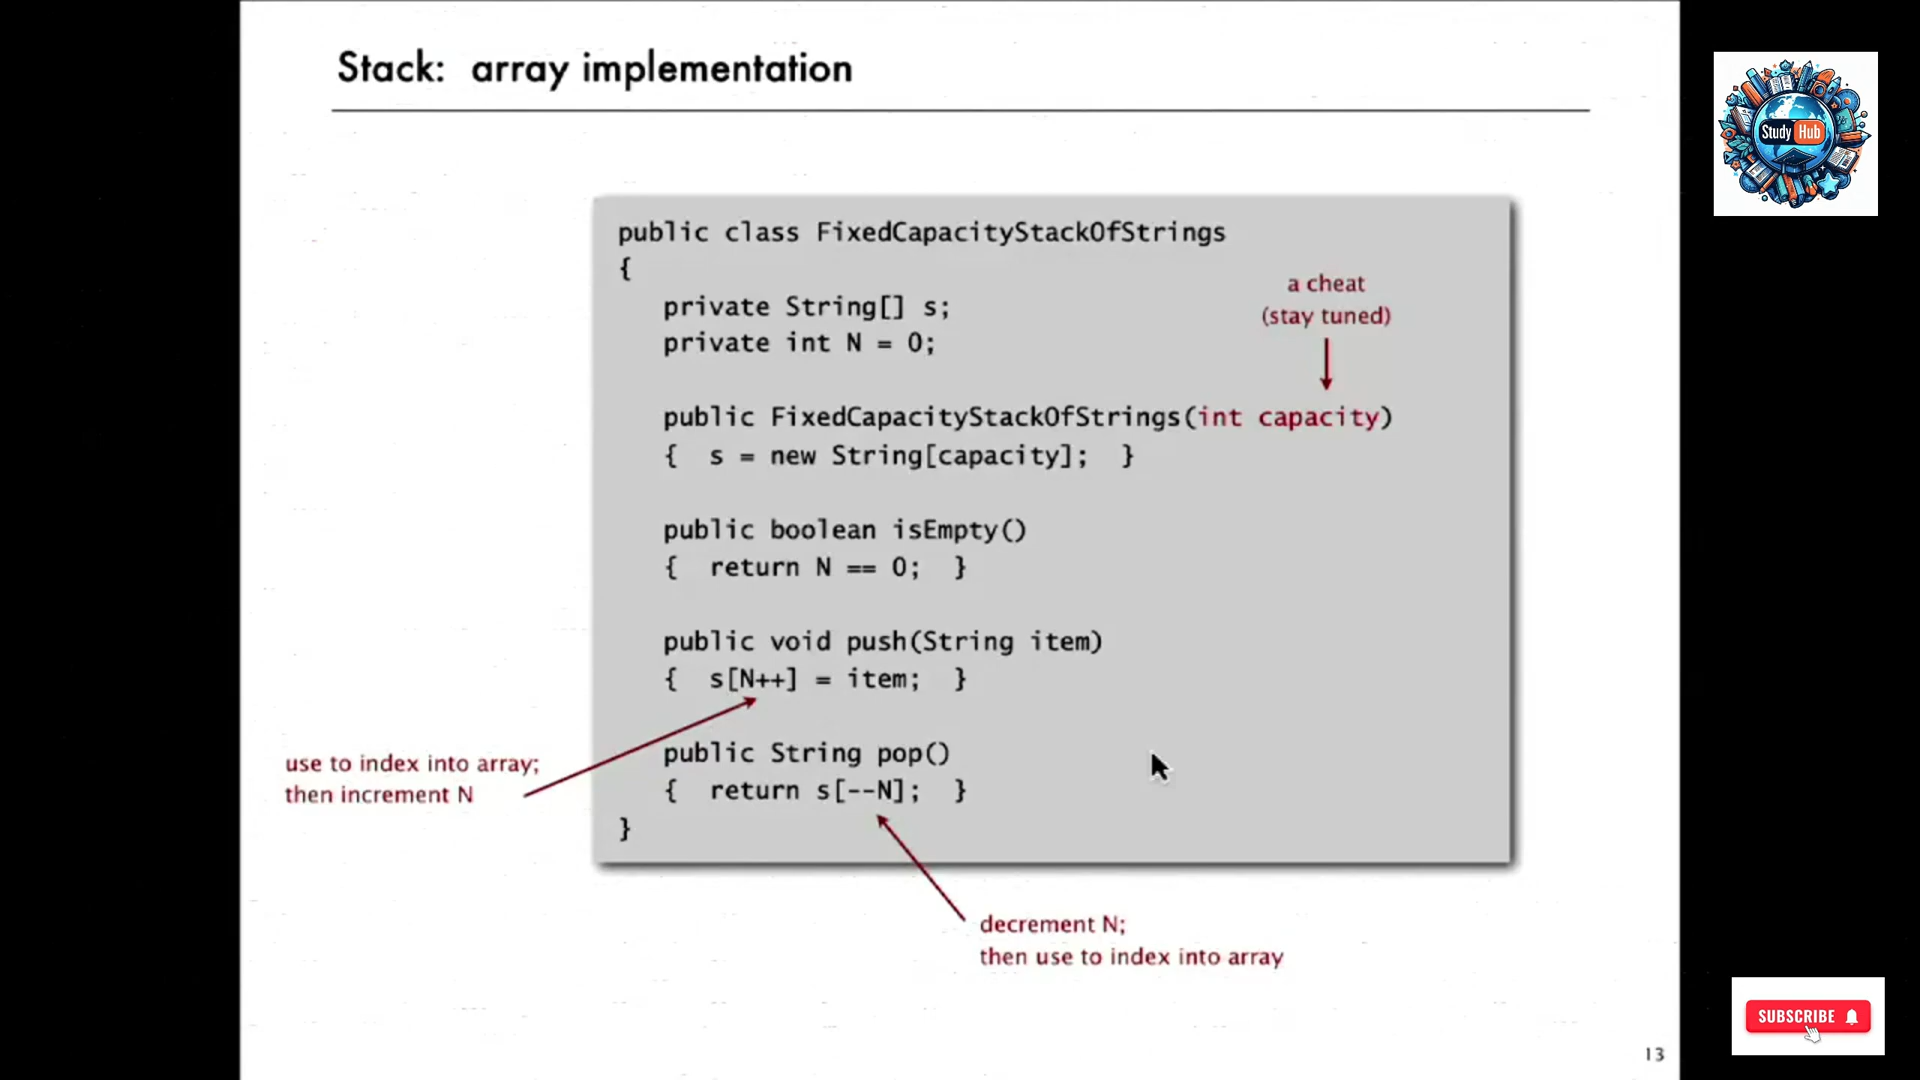 Stack: array implementation
Study Hub
public class FixedCapacityStackOfStrings
{
a cheat
(stay tuned)
private String[] s;
private int N = 0;
public FixedCapacityStackOfStrings(int capacity)
{ s = new String[capacity]; }
public boolean isEmpty()
{ return N == 0; }
public void push(String item)
{ s[N++] = item; }
use to index into array;
then increment N
public String pop()
{ return s[--N]; }
}
decrement N;
then use to index into array
SUBSCRIBE
13